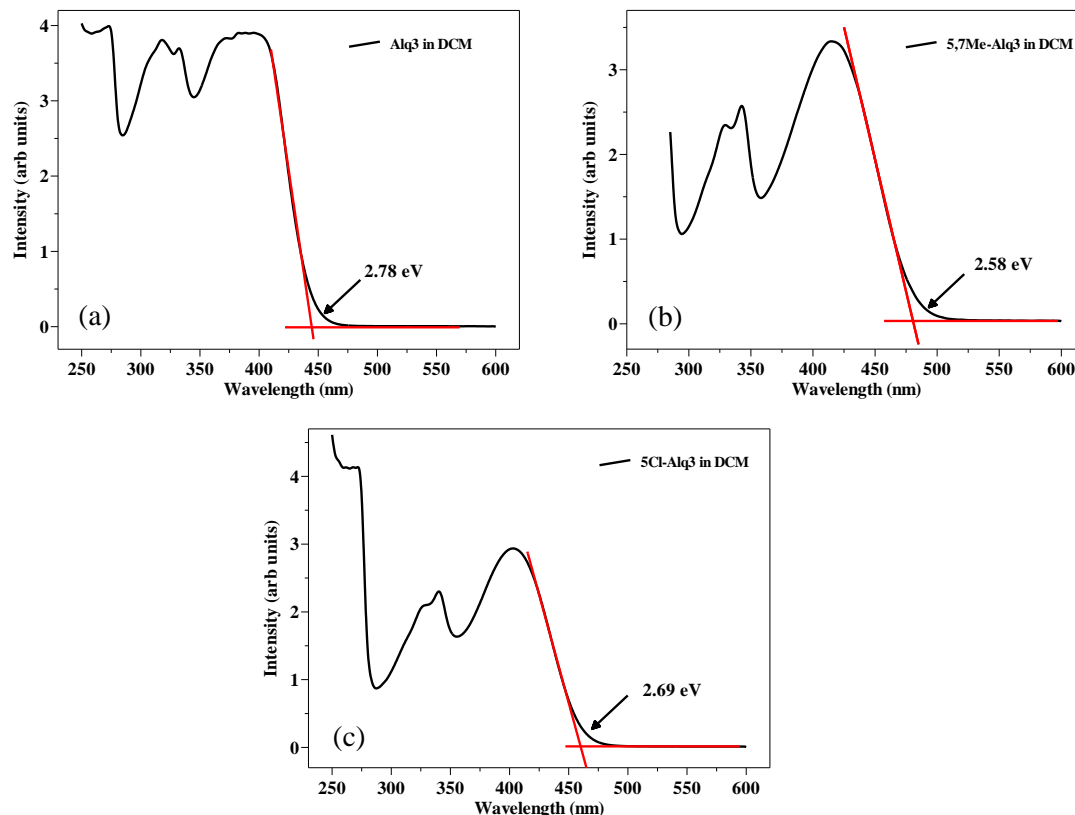 Alq3 in DCM
4
3
2
1
0
Intensity (arb units)
2.78 eV
(a)
250 300 350 400 450 500 550 600
Wavelength (nm)
5,7Me-Alq3 in DCM
3
2
1
0
Intensity (arb units)
2.58 eV
(b)
250 300 350 400 450 500 550 600
Wavelength (nm)
5Cl-Alq3 in DCM
4
3
2
1
0
Intensity (arb units)
2.69 eV
(c)
250 300 350 400 450 500 550 600
Wavelength (nm)